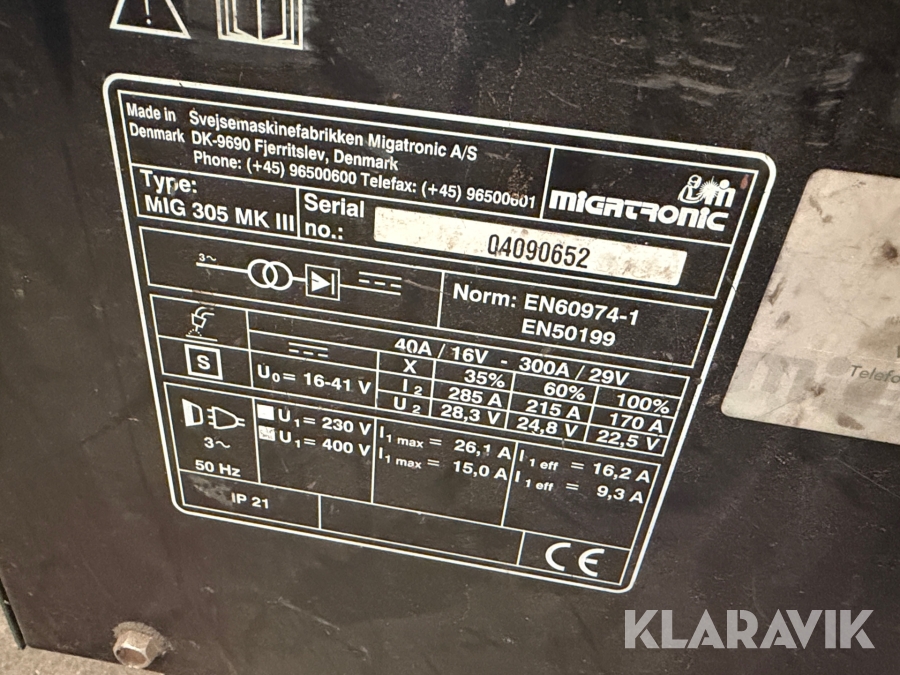 Made in Svejsemaskinefabrikken Migatronic A/S
Denmark DK-9690 Fjerritslev, Denmark
Phone: (+45) 96500600 Telefax: (+45) 96500601
migatronic
Type:
MIG 305 MK III
Serial
no.:
04090652
3~
Norm: EN60974-1
EN50199
40A / 16V - 300A / 29V
S
U0= 16-41 V
X 35% 60% 100%
I2 285 A 215 A 170 A
U2 28,3 V 24,8 V 22,5 V
3~
50 Hz
U1= 230 V I1 max = 26,1 A I1 eff = 16,2 A
U1= 400 V I1 max = 15,0 A I1 eff = 9,3 A
IP 21
CE
Telefo
KLARAVIK